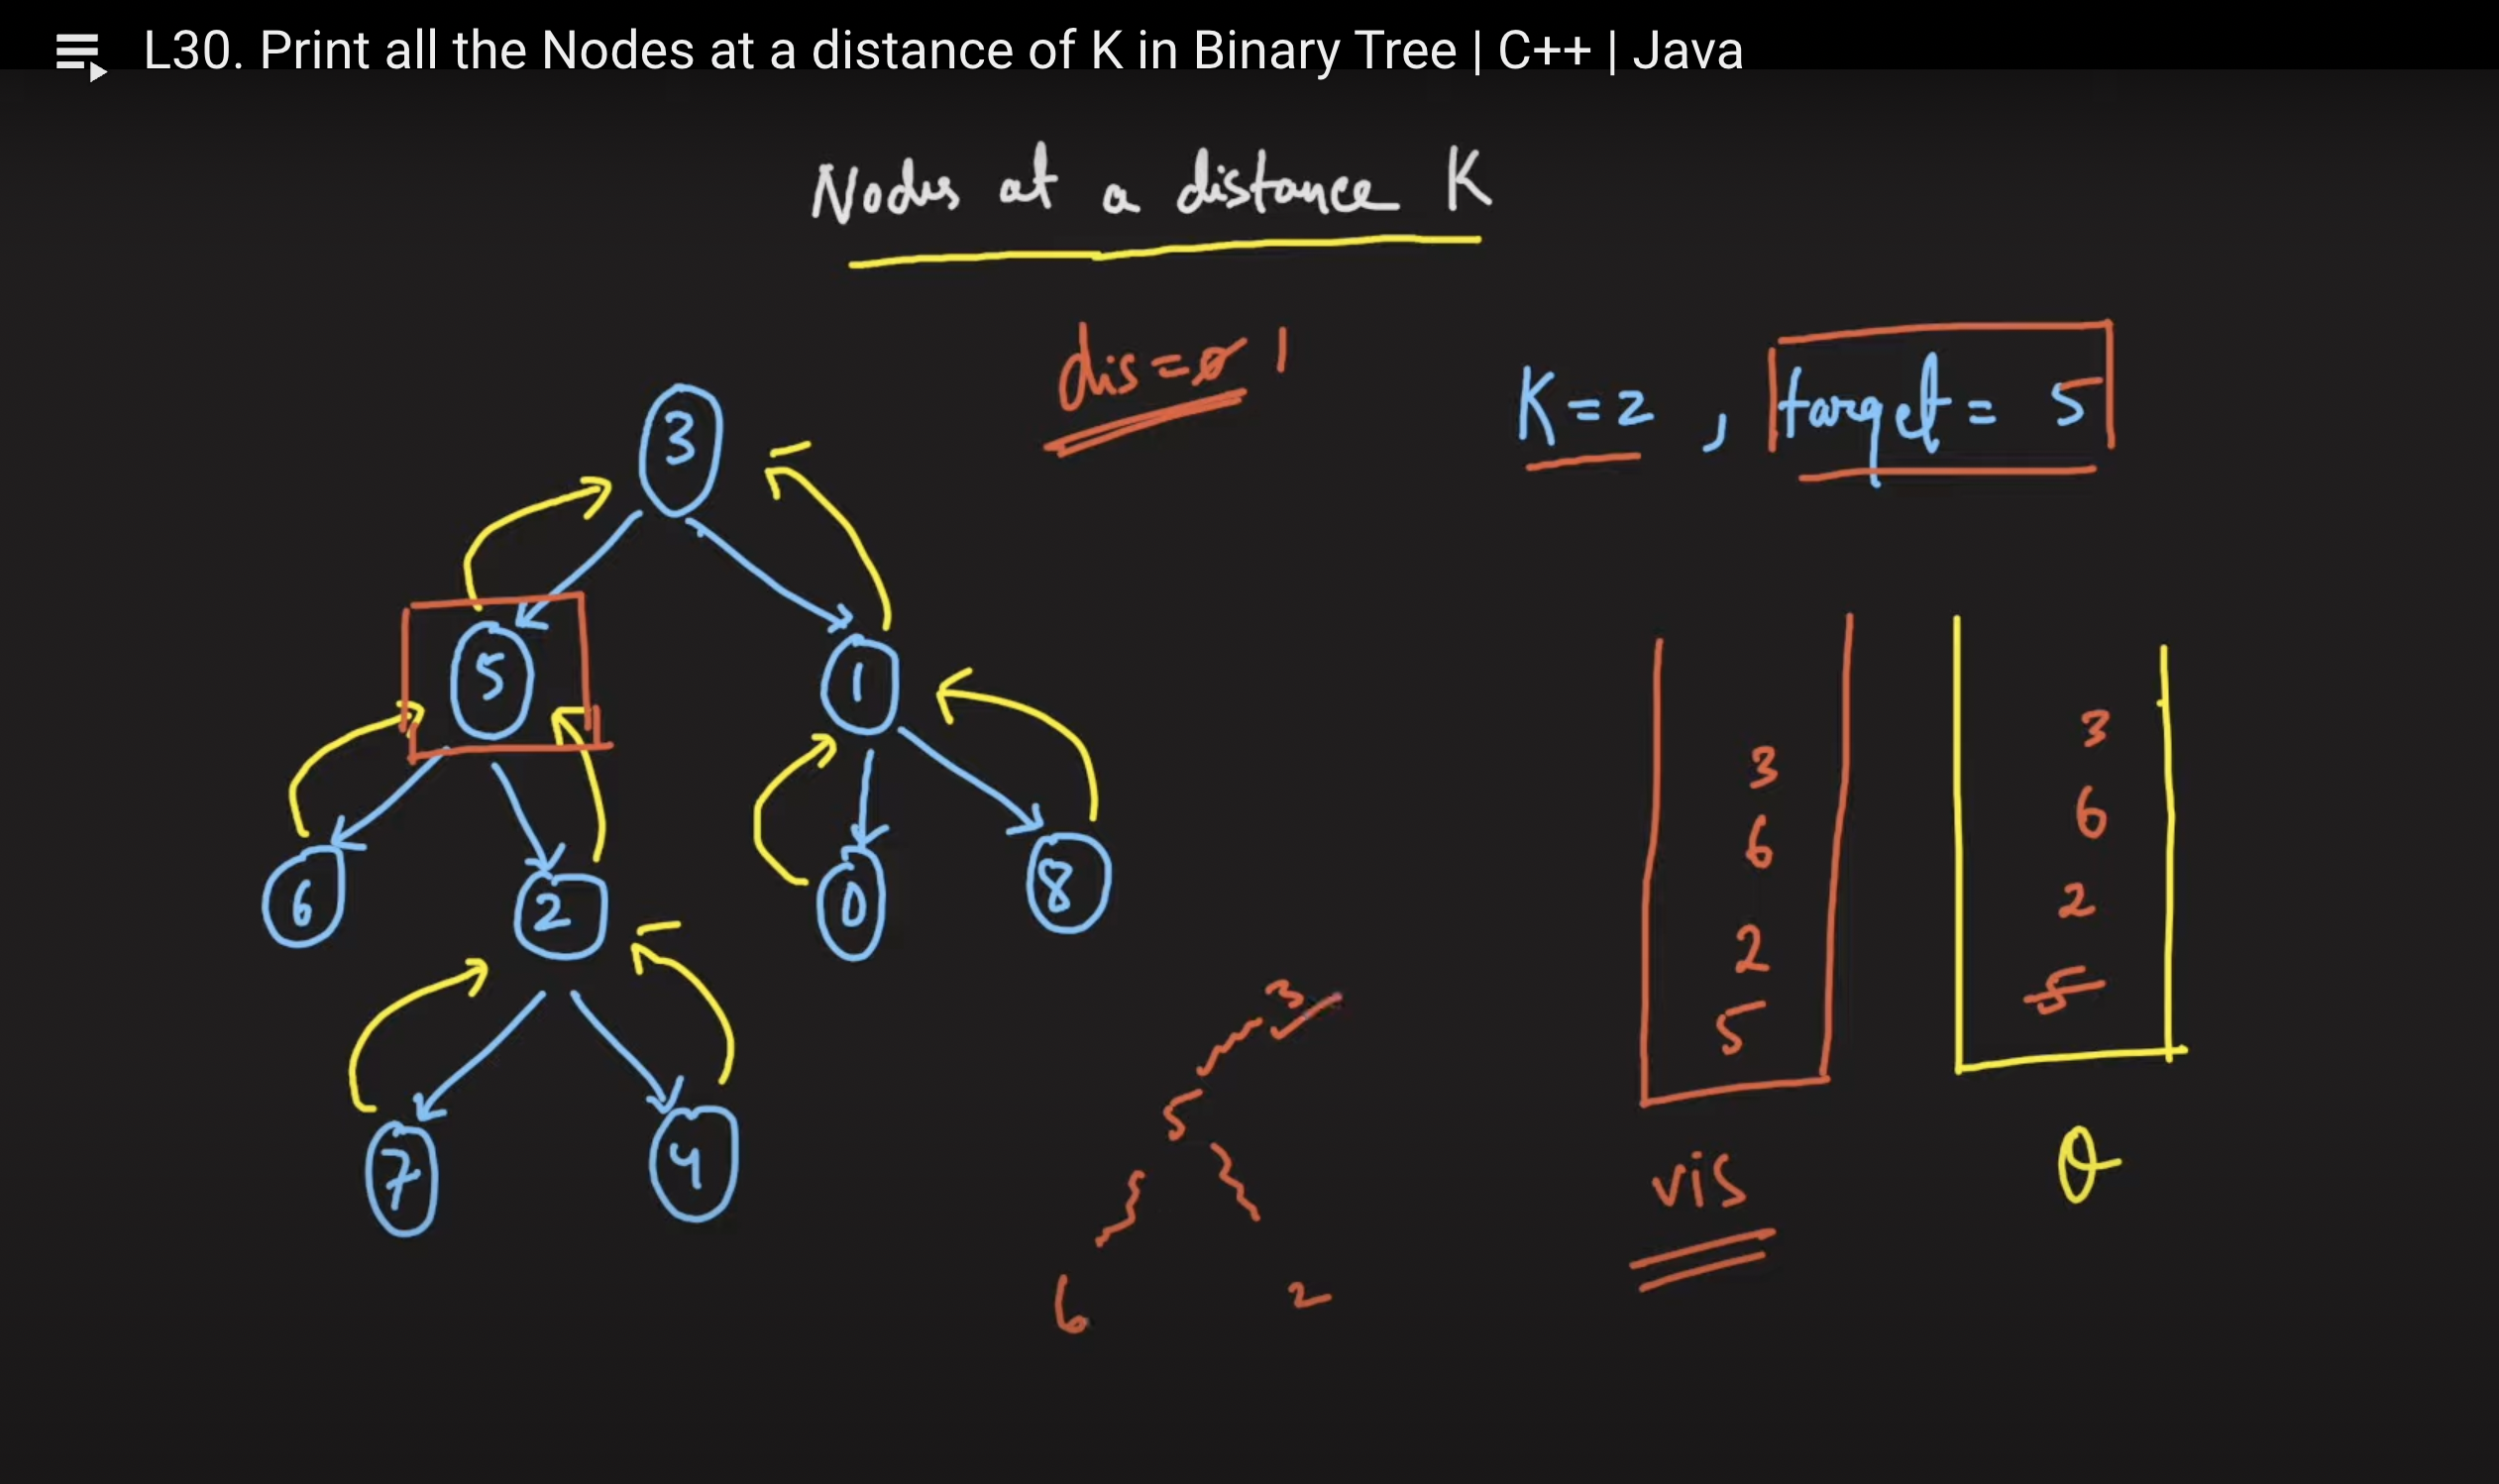 L30. Print all the Nodes at a distance of K in Binary Tree | C++ | Java
Nodes at a distance K
dis = 0 1
K = 2 , target = 5
3
5 1
6 2 0 8
7 4
3
5
6 2
3
6
2
5
vis
3
6
2
5
Q